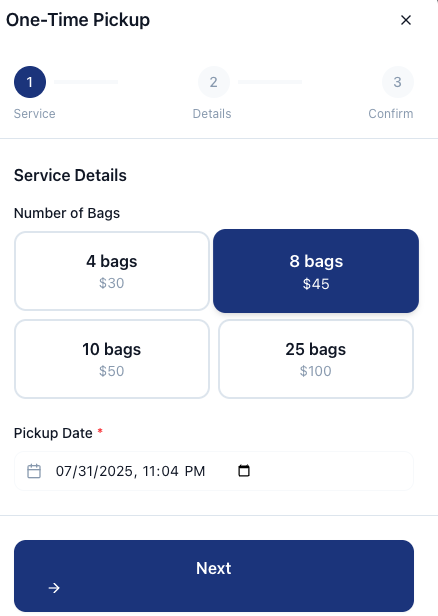 One-Time Pickup
1 2 3
Service Details Confirm
Service Details
Number of Bags
4 bags 8 bags
$30 $45
10 bags 25 bags
$50 $100
Pickup Date *
07/31/2025, 11:04 PM
Next